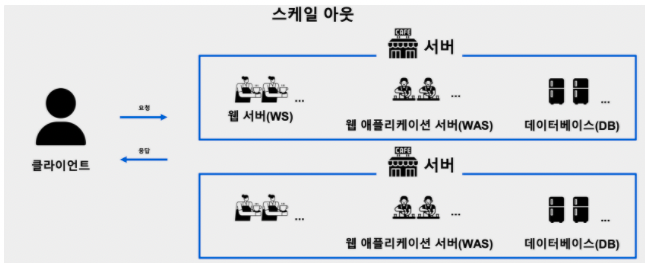 스케일 아웃
CAFE 서버
요청
... ... ...
웹 서버(WS) 웹 애플리케이션 서버(WAS) 데이터베이스(DB)
응답
클라이언트
CAFE 서버
... ... ...
웹 애플리케이션 서버(WAS) 데이터베이스(DB)